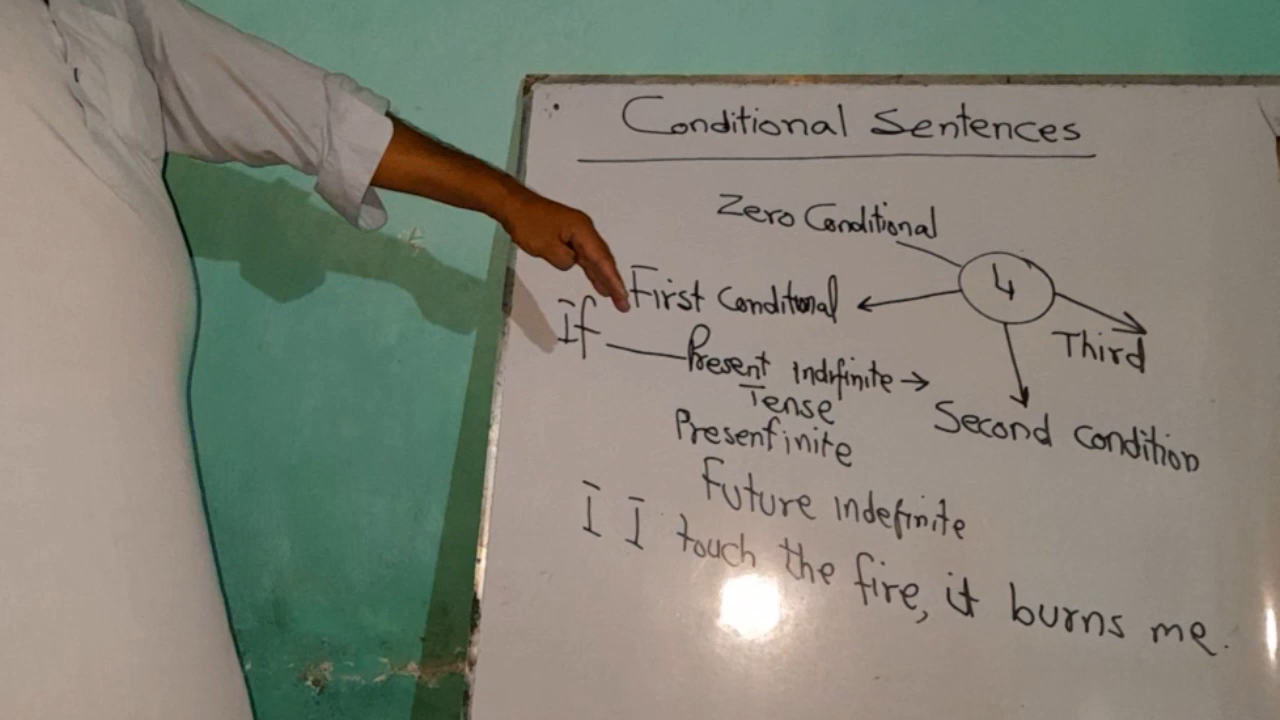 Conditional Sentences
Zero Conditional
4
First Conditional
Third
If — Present indifinite →
Tense
Second condition
Presenfinite
Future indefinite
I I touch the fire, it burns me.